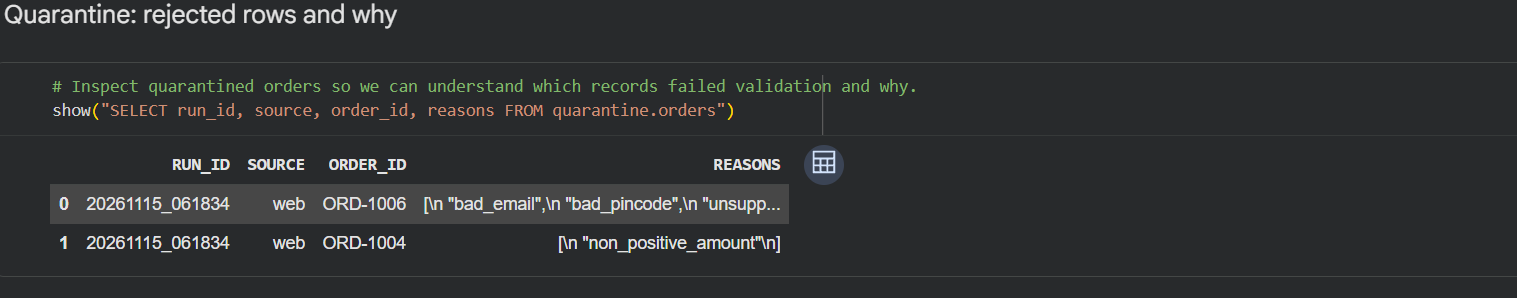 Quarantine: rejected rows and why
# Inspect quarantined orders so we can understand which records failed validation and why.
show("SELECT run_id, source, order_id, reasons FROM quarantine.orders")
RUN_ID SOURCE ORDER_ID REASONS
0 20261115_061834 web ORD-1006 [\n "bad_email",\n "bad_pincode",\n "unsupp...
1 20261115_061834 web ORD-1004 [\n "non_positive_amount"\n]